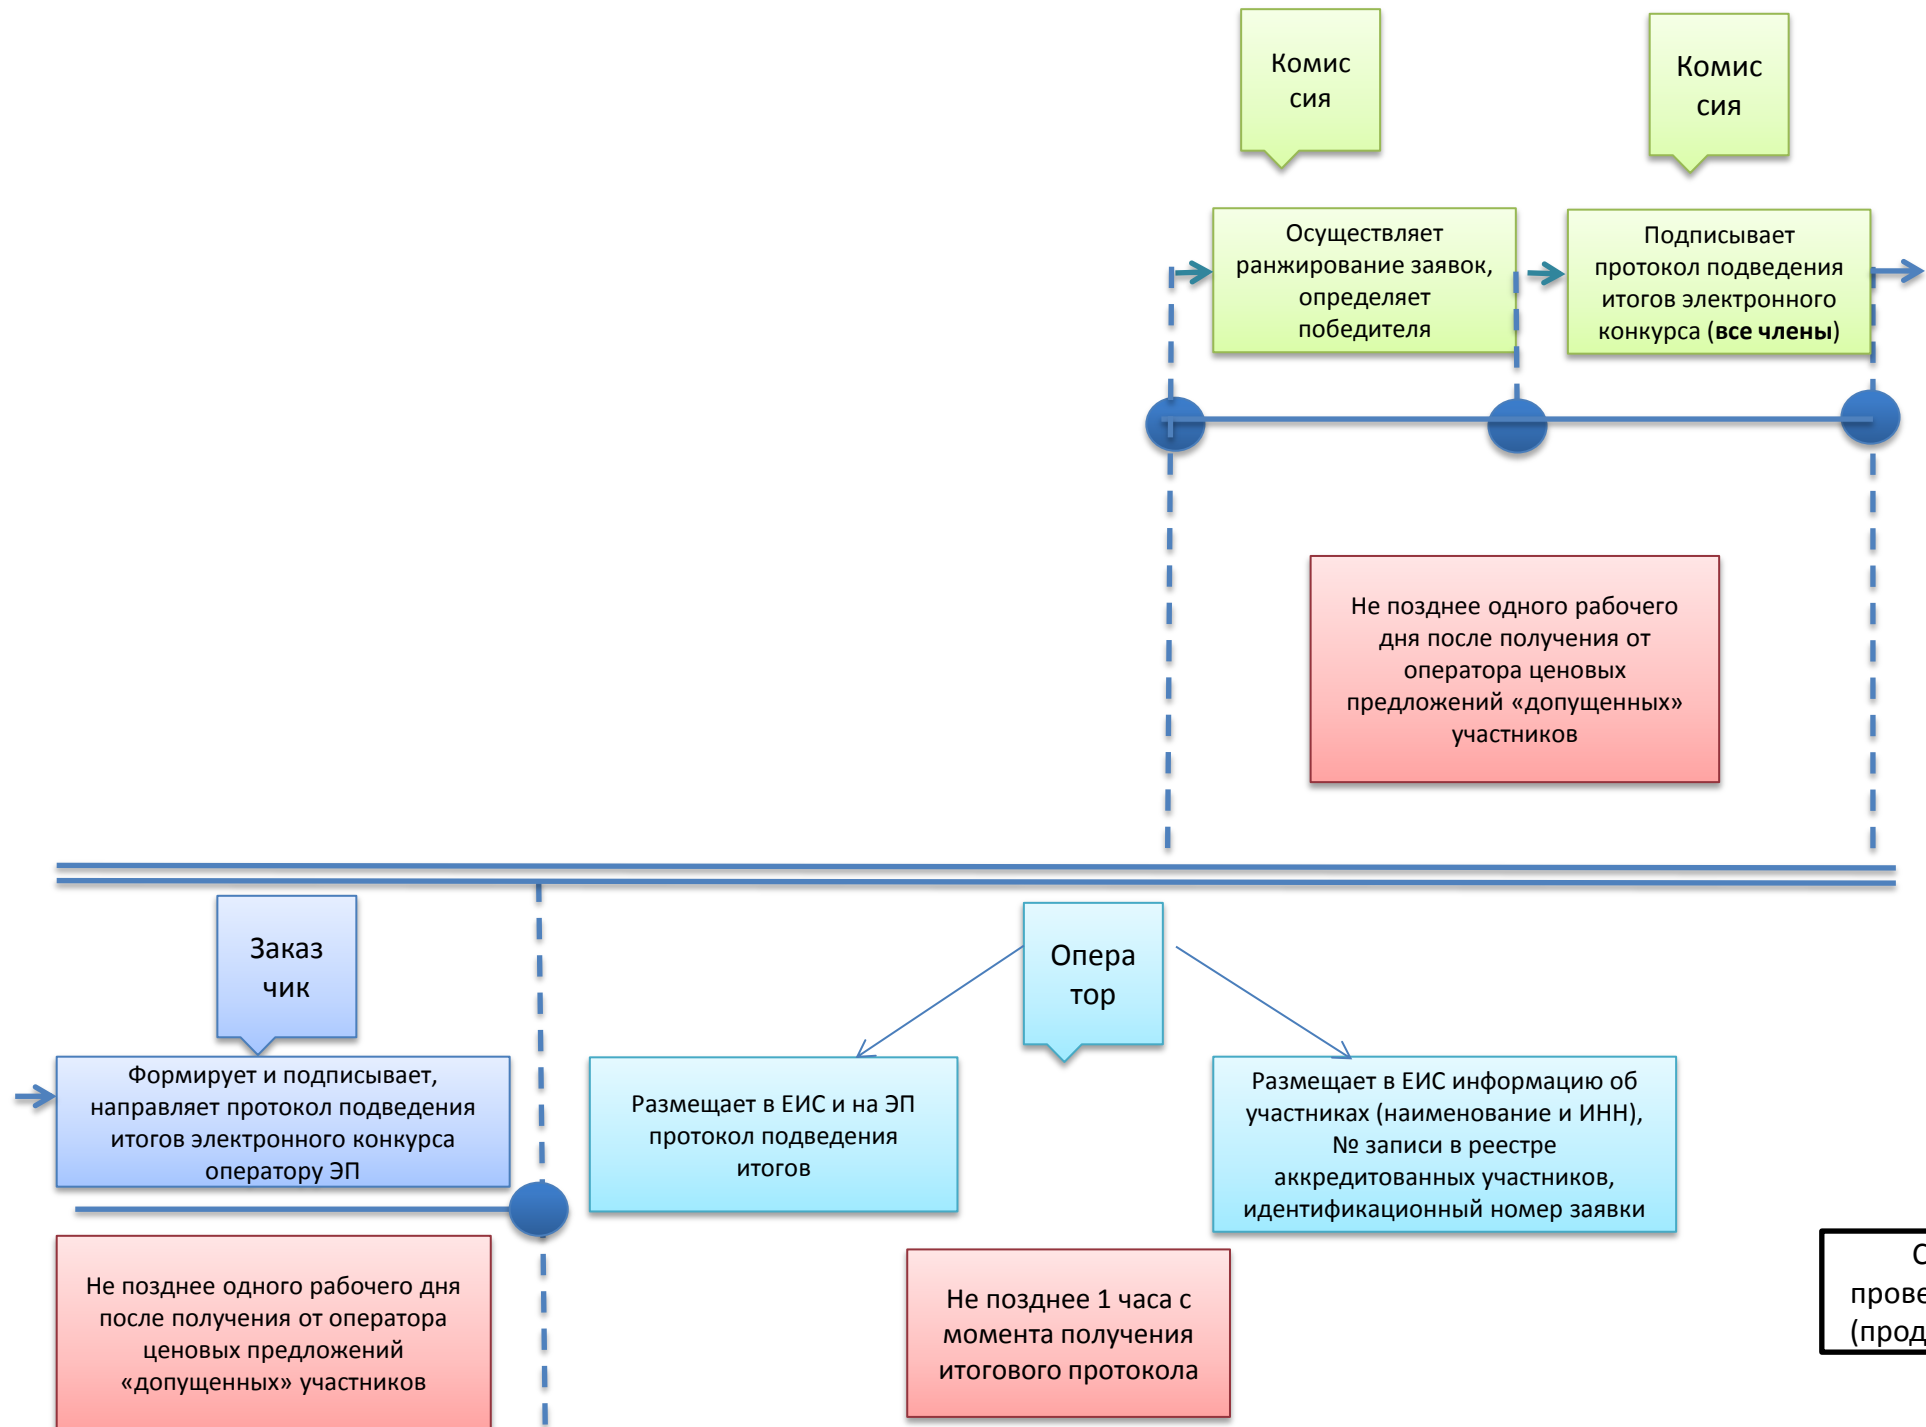 Комис
сия
Комис
сия
Осуществляет
ранжирование заявок,
определяет
победителя
Подписывает
протокол подведения
итогов электронного
конкурса (все члены)
Не позднее одного рабочего
дня после получения от
оператора ценовых
предложений «допущенных»
участников
Заказ
чик
Опера
тор
Формирует и подписывает,
направляет протокол подведения
итогов электронного конкурса
оператору ЭП
Размещает в ЕИС и на ЭП
протокол подведения
итогов
Размещает в ЕИС информацию об
участниках (наименование и ИНН),
№ записи в реестре
аккредитованных участников,
идентификационный номер заявки
Не позднее одного рабочего дня
после получения от оператора
ценовых предложений
«допущенных» участников
Не позднее 1 часа с
момента получения
итогового протокола